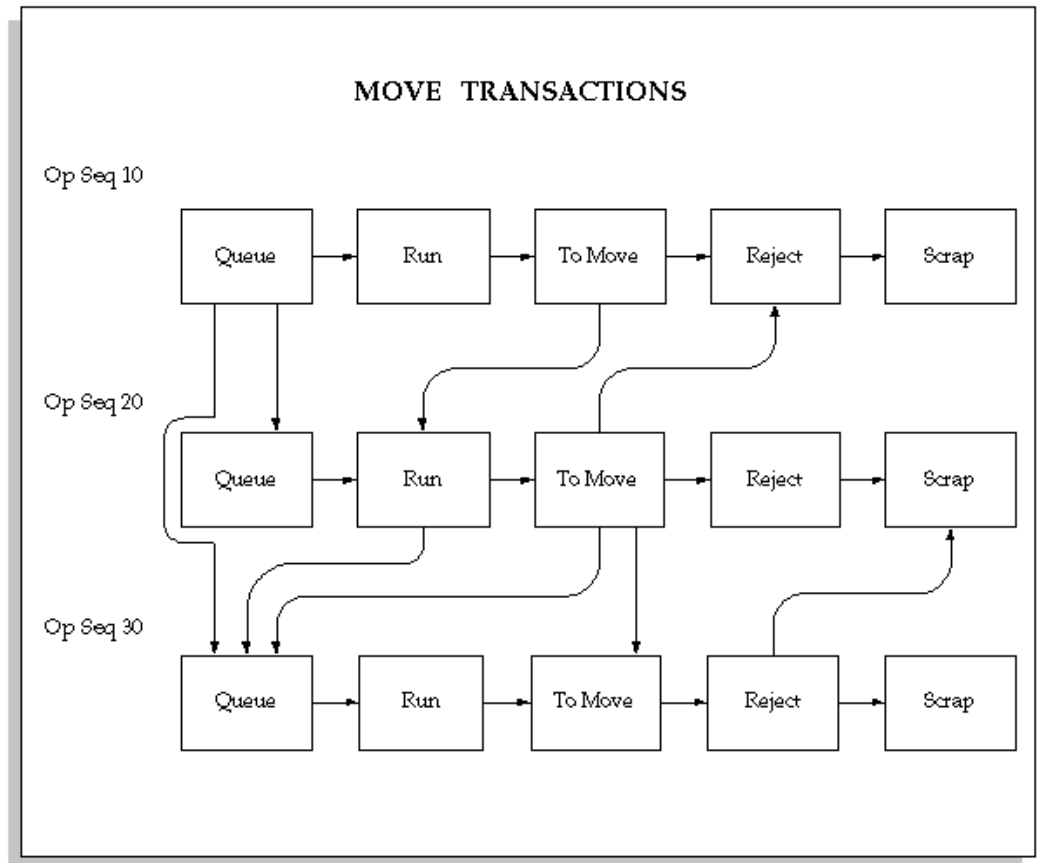 MOVE TRANSACTIONS
Op Seq 10
Queue
Run
To Move
Reject
Scrap
Op Seq 20
Queue
Run
To Move
Reject
Scrap
Op Seq 30
Queue
Run
To Move
Reject
Scrap